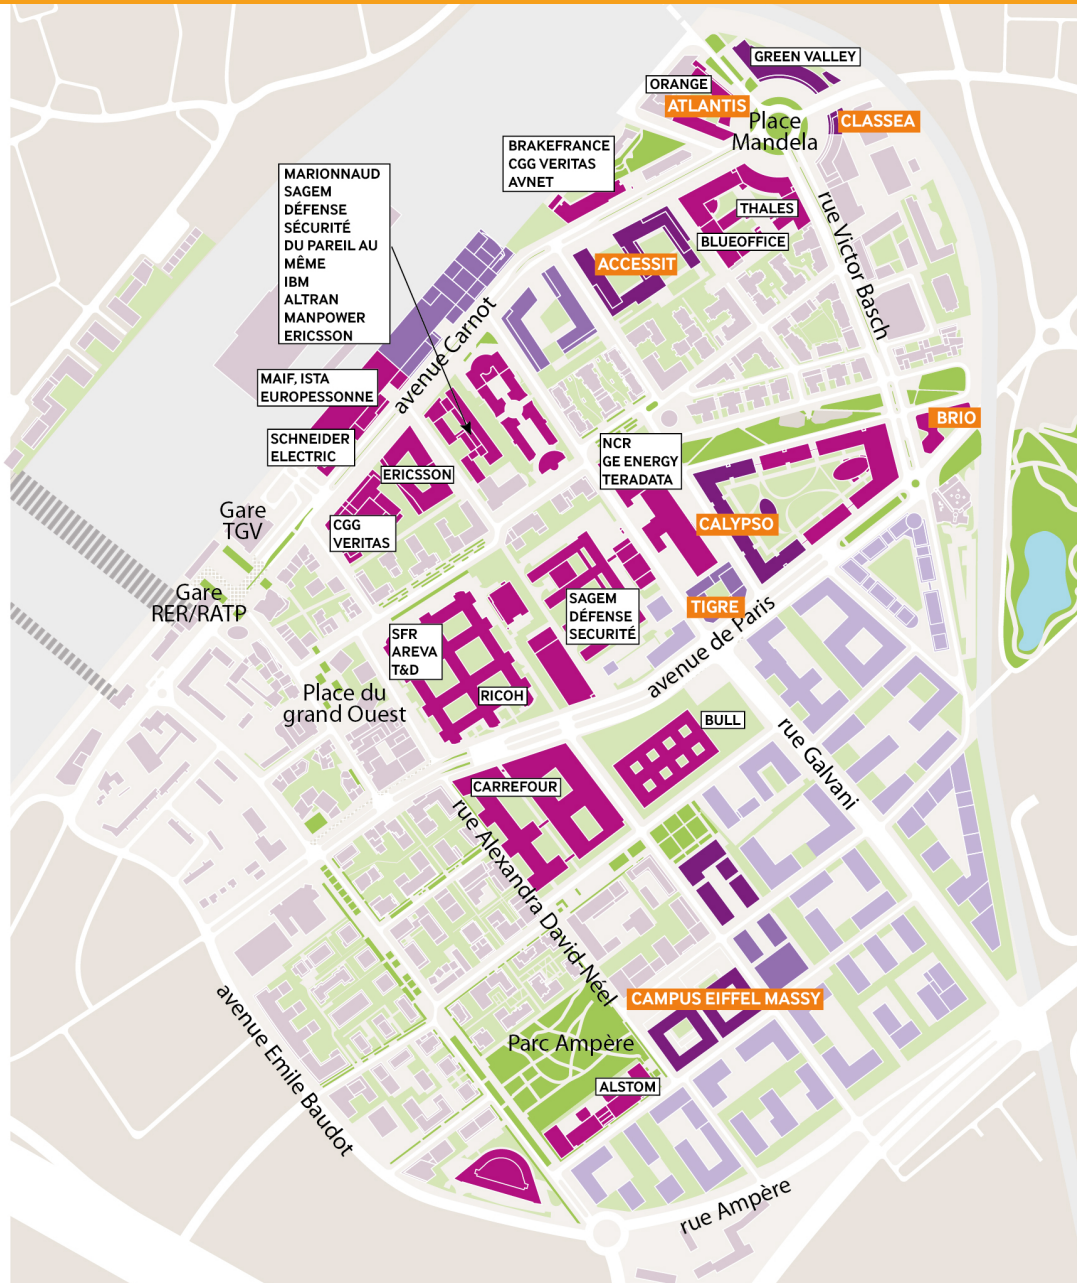 GREEN VALLEY
ORANGE
ATLANTIS
Place
Mandela
CLASSEA
BRAKEFRANCE
CGG VERITAS
AVNET
MARIONNAUD
SAGEM
DÉFENSE
SÉCURITÉ
DU PAREIL AU
MÊME
IBM
ALTRAN
MANPOWER
ERICSSON
THALES
BLUEOFFICE
ACCESSIT
rue Victor Basch
avenue Carnot
MAIF, ISTA
EUROPESSONNE
SCHNEIDER
ELECTRIC
BRIO
NCR
GE ENERGY
TERADATA
ERICSSON
CGG
VERITAS
CALYPSO
Gare
TGV
Gare
RER/RATP
SAGEM
DÉFENSE
SECURITÉ
TIGRE
avenue de Paris
SFR
AREVA
T&D
RICOH
Place du
grand Ouest
BULL
rue Galvani
CARREFOUR
rue Alexandra David-Néel
CAMPUS EIFFEL MASSY
Parc Ampère
ALSTOM
avenue Emile Baudot
rue Ampère